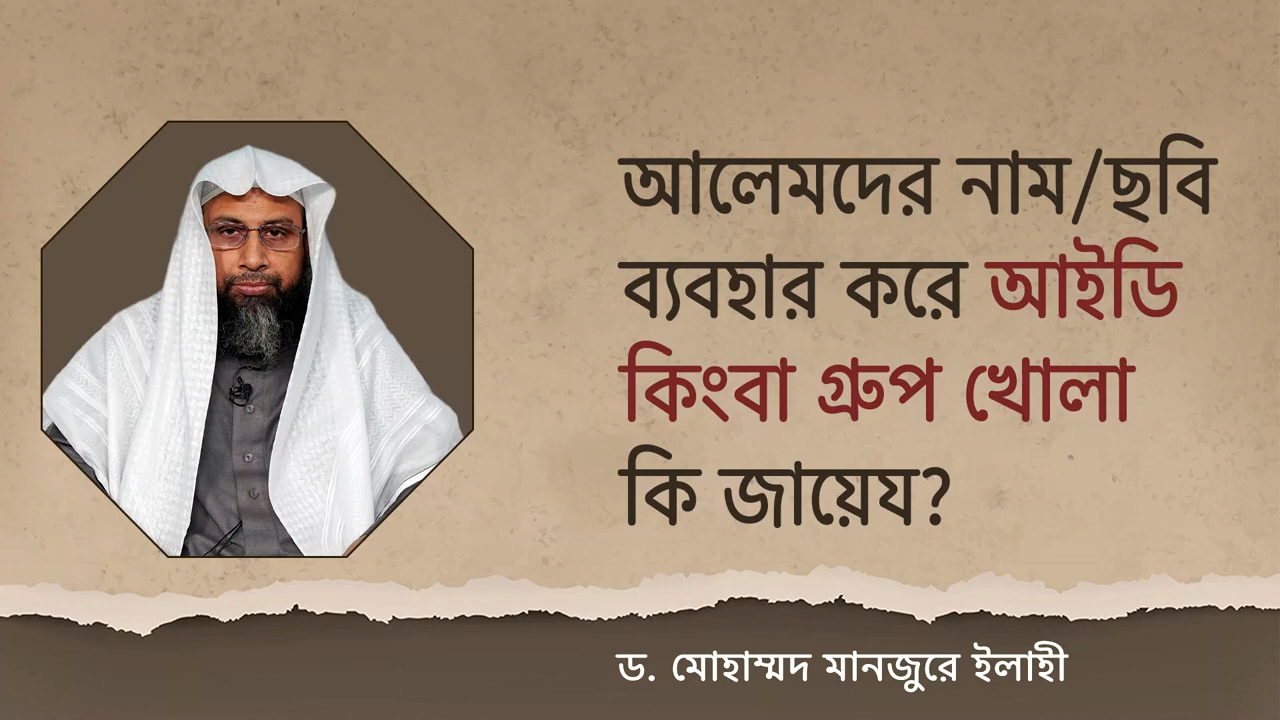 আলেমদের নাম/ছবি
ব্যবহার করে আইডি
কিংবা গ্রুপ খোলা
কি জায়েয?
ড. মোহাম্মদ মানজুরে ইলাহী